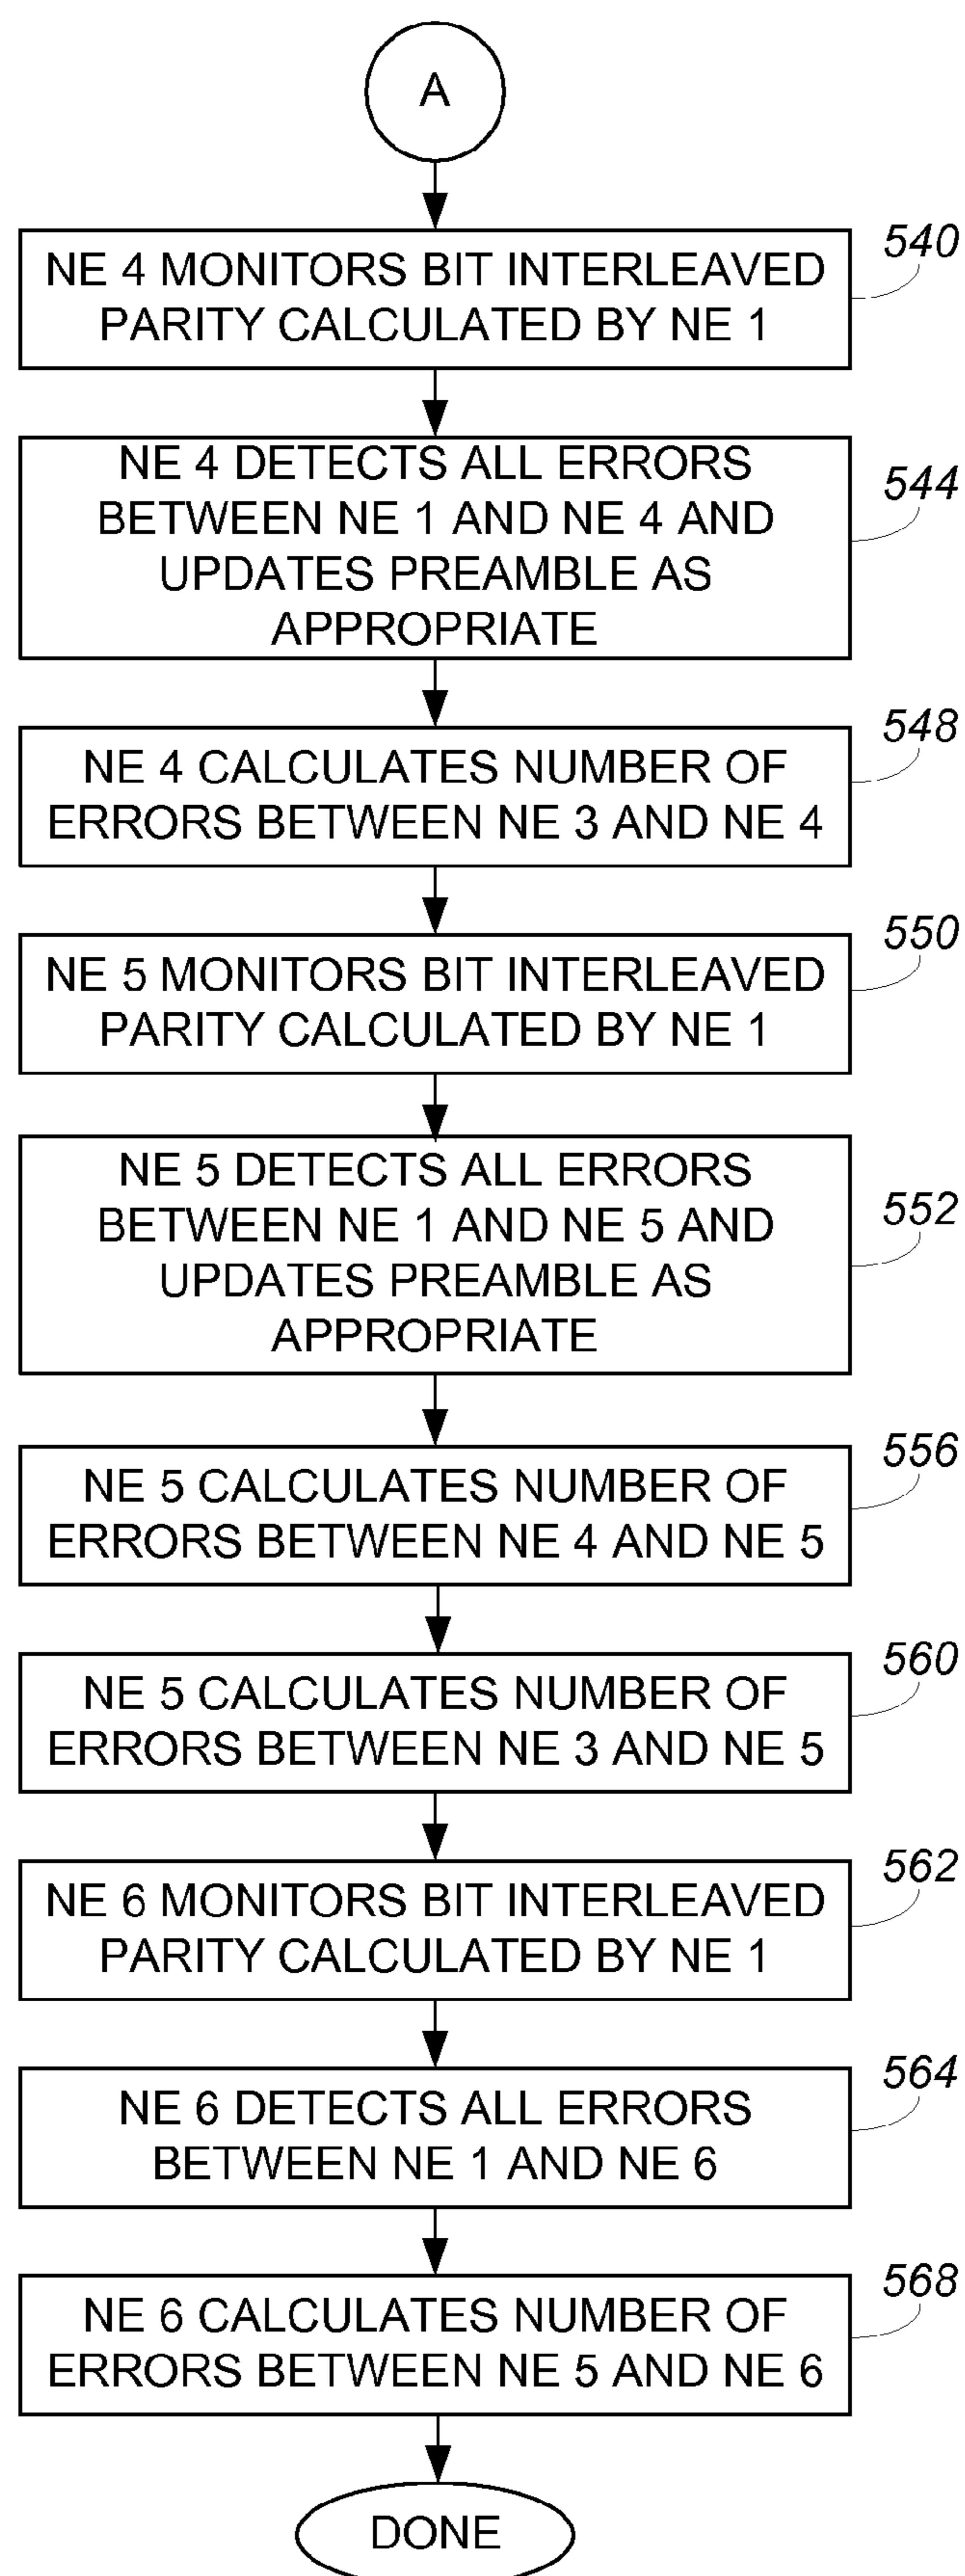 A
NE 4 MONITORS BIT INTERLEAVED
PARITY CALCULATED BY NE 1
540
NE 4 DETECTS ALL ERRORS
BETWEEN NE 1 AND NE 4 AND
UPDATES PREAMBLE AS
APPROPRIATE
544
NE 4 CALCULATES NUMBER OF
ERRORS BETWEEN NE 3 AND NE 4
548
NE 5 MONITORS BIT INTERLEAVED
PARITY CALCULATED BY NE 1
550
NE 5 DETECTS ALL ERRORS
BETWEEN NE 1 AND NE 5 AND
UPDATES PREAMBLE AS
APPROPRIATE
552
NE 5 CALCULATES NUMBER OF
ERRORS BETWEEN NE 4 AND NE 5
556
NE 5 CALCULATES NUMBER OF
ERRORS BETWEEN NE 3 AND NE 5
560
NE 6 MONITORS BIT INTERLEAVED
PARITY CALCULATED BY NE 1
562
NE 6 DETECTS ALL ERRORS
BETWEEN NE 1 AND NE 6
564
NE 6 CALCULATES NUMBER OF
ERRORS BETWEEN NE 5 AND NE 6
568
DONE